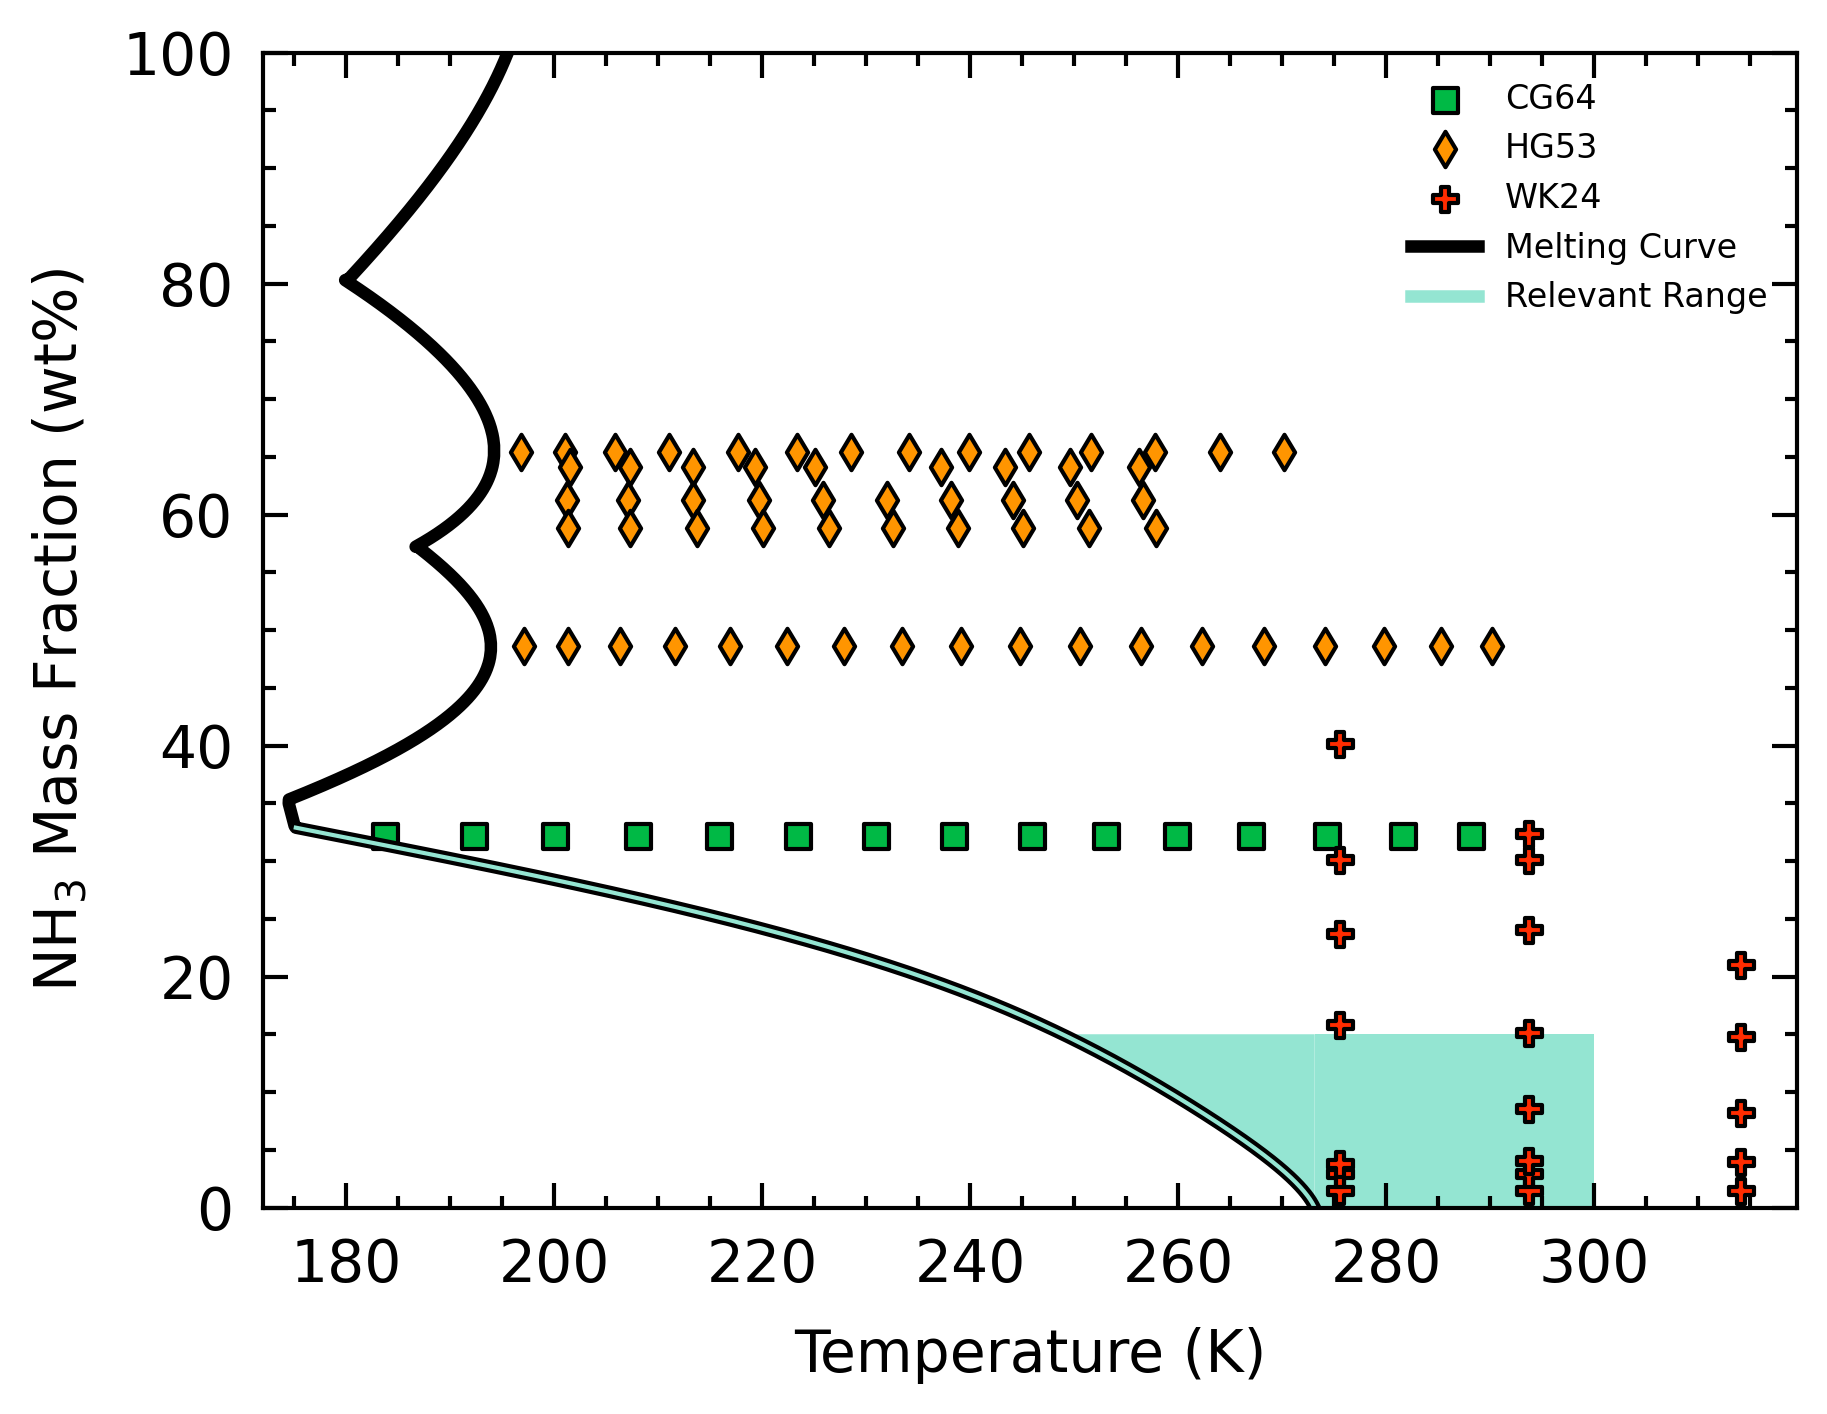 100
80
60
40
20
0
NH₃ Mass Fraction (wt%)
CG64
HG53
WK24
Melting Curve
Relevant Range
180 200 220 240 260 280 300
Temperature (K)